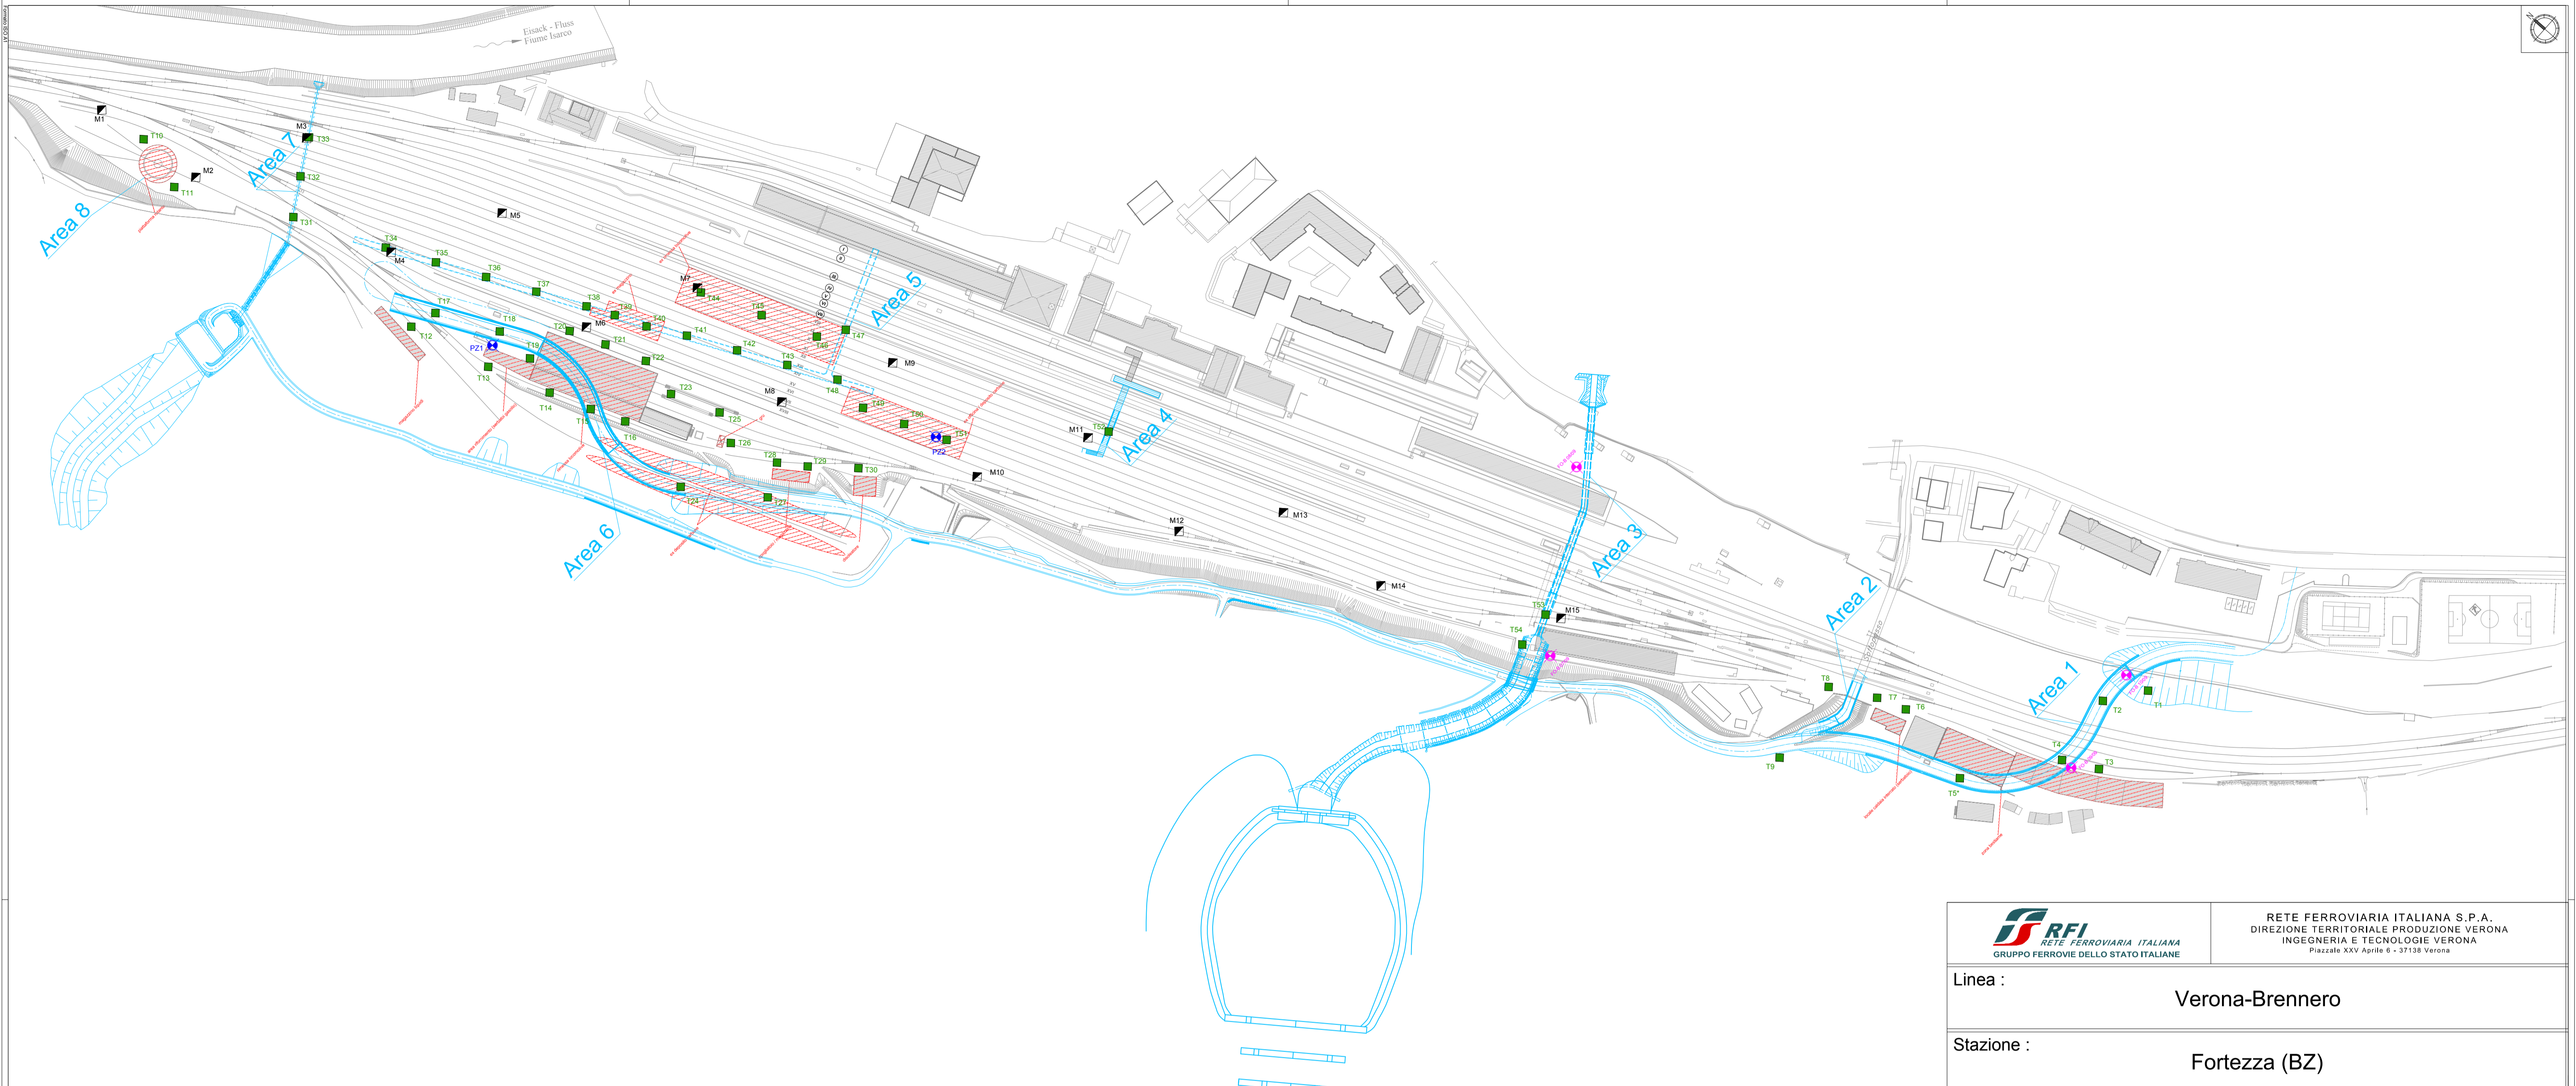 Formato ISO A1
Eisack - Fluss
Fiume Isarco
N
M1
T10
M2
T11
Area 8
M3
T33
Area 7
T32
T31
T34
M4
T35
M5
T36
T37
T38
T39
T40
T41
T42
T43
T48
M7
T44
T45
T46
T47
Area 5
M6
T12
T17
T18
PZ1
T19
T20
T21
T22
T13
T14
T15
T16
T23
T25
M8
T26
T28
T29
T30
T24
T27
Area 6
M9
T49
T50
T51
PZ2
M10
M11
T52
Area 4
M12
M13
M14
Area 3
T53
T54
M15
Area 2
T8
T7
T6
T9
T5*
Area 1
T1
T2
T3
T4
RFI
RETE FERROVIARIA ITALIANA
GRUPPO FERROVIE DELLO STATO ITALIANE
RETE FERROVIARIA ITALIANA S.P.A.
DIREZIONE TERRITORIALE PRODUZIONE VERONA
INGEGNERIA E TECNOLOGIE VERONA
Piazzale XXV Aprile 6 - 37138 Verona
Linea :
Verona-Brennero
Stazione :
Fortezza (BZ)